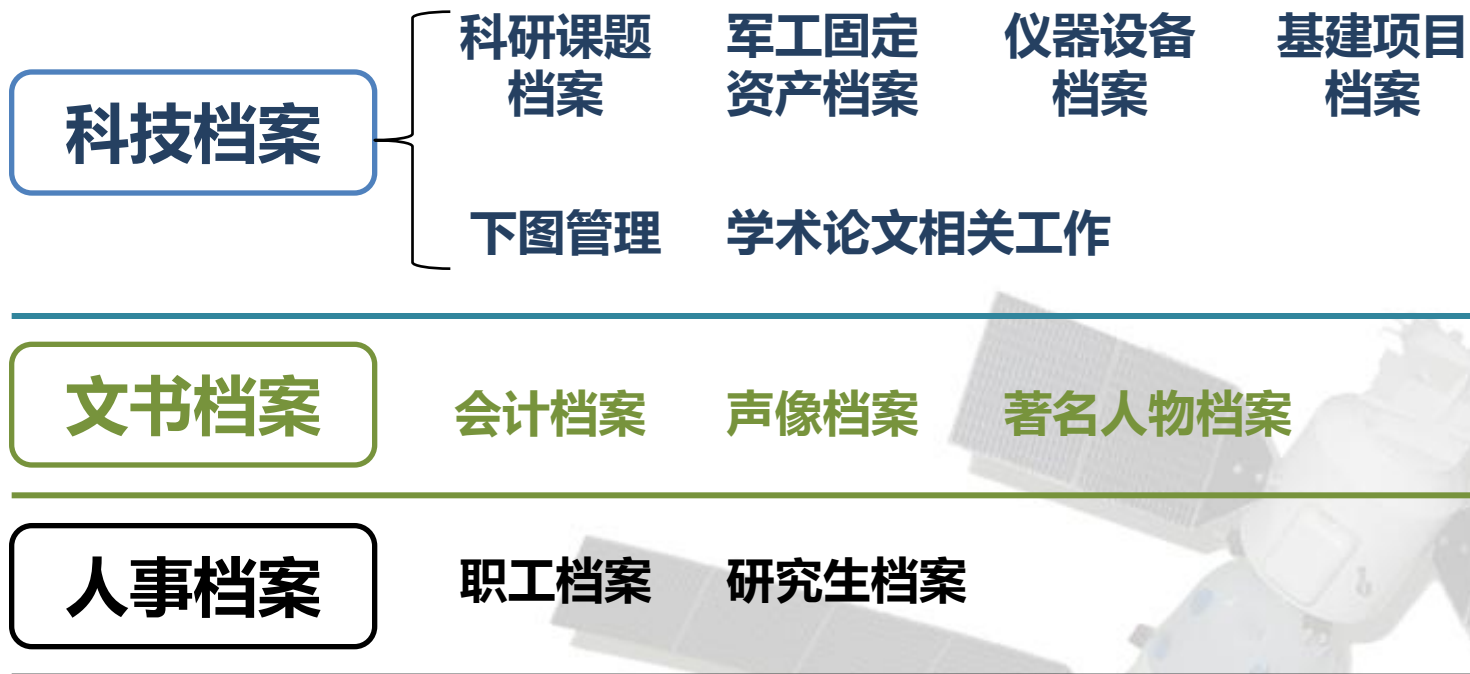 科技档案
科研课题
档案
军工固定
资产档案
仪器设备
档案
基建项目
档案
下图管理
学术论文相关工作
文书档案
会计档案
声像档案
著名人物档案
人事档案
职工档案
研究生档案